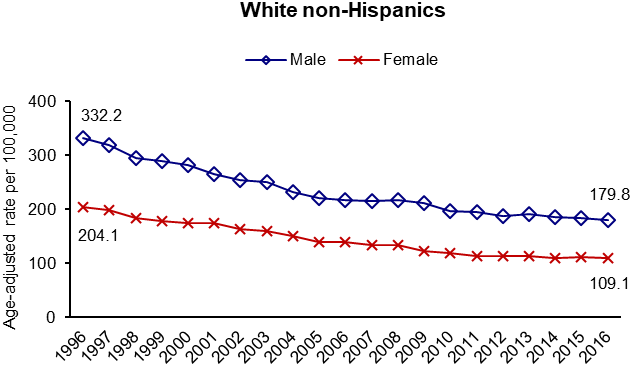 White non-Hispanics
Male Female
Age-adjusted rate per 100,000
400
300
200
100
0
332.2
204.1
179.8
109.1
1996 1997 1998 1999 2000 2001 2002 2003 2004 2005 2006 2007 2008 2009 2010 2011 2012 2013 2014 2015 2016